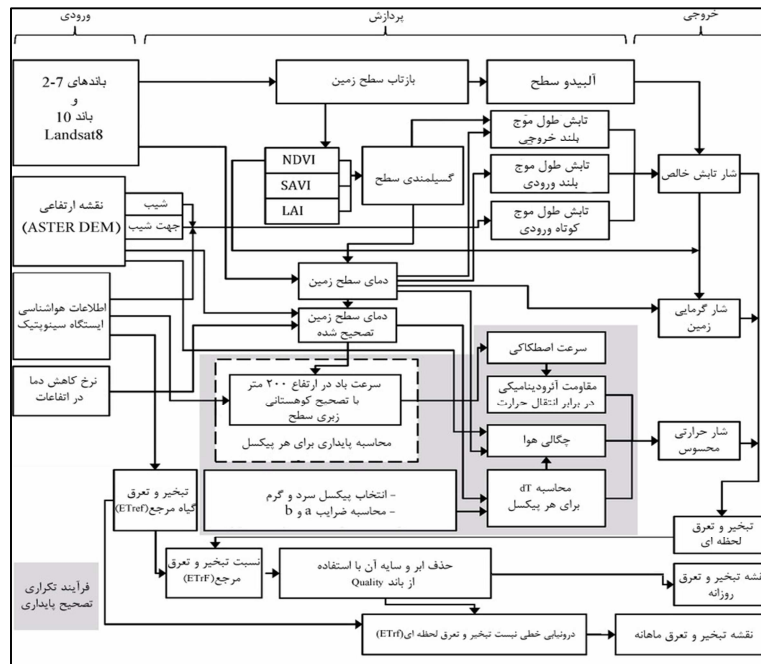 ورودی
پردازش
خروجی
باندهای 2-7
و
باند 10
Landsat8
بازتاب سطح زمین
آلبیدو سطح
تابش طول موج
بلند خروجی
NDVI
SAVI
LAI
گسیلمندی سطح
تابش طول موج
بلند ورودی
شار تابش خالص
نقشه ارتفاعی
(ASTER DEM)
شیب
جهت شیب
تابش طول موج
کوتاه ورودی
دمای سطح زمین
اطلاعات هواشناسی
ایستگاه سینوپتیک
دمای سطح زمین
تصحیح شده
شار گرمایی
زمین
سرعت اصطکاکی
نرخ کاهش دما
در اتفاعات
سرعت باد در ارتفاع ۲۰۰ متر
با تصحیح کوهستانی
زبری سطح
محاسبه پایداری برای هر پیکسل
مقاومت آئرودینامیکی
در برابر انتقال حرارت
چگالی هوا
شار حرارتی
محسوس
تبخیر و تعرق
گیاه مرجع(ETref)
- انتخاب پیکسل سرد و گرم
- محاسبه ضرایب a و b
محاسبه dT
برای هر پیکسل
تبخیر و تعرق
لحظه ای
نسبت تبخیر و تعرق
مرجع(ETrF)
حذف ابر و سایه آن با استفاده
از باند Quality
نقشه تبخیر و تعرق
روزانه
فرآیند تکراری
تصحیح پایداری
درونیابی خطی نسبت تبخیر و تعرق لحظه ای(ETrf)
نقشه تبخیر و تعرق ماهانه